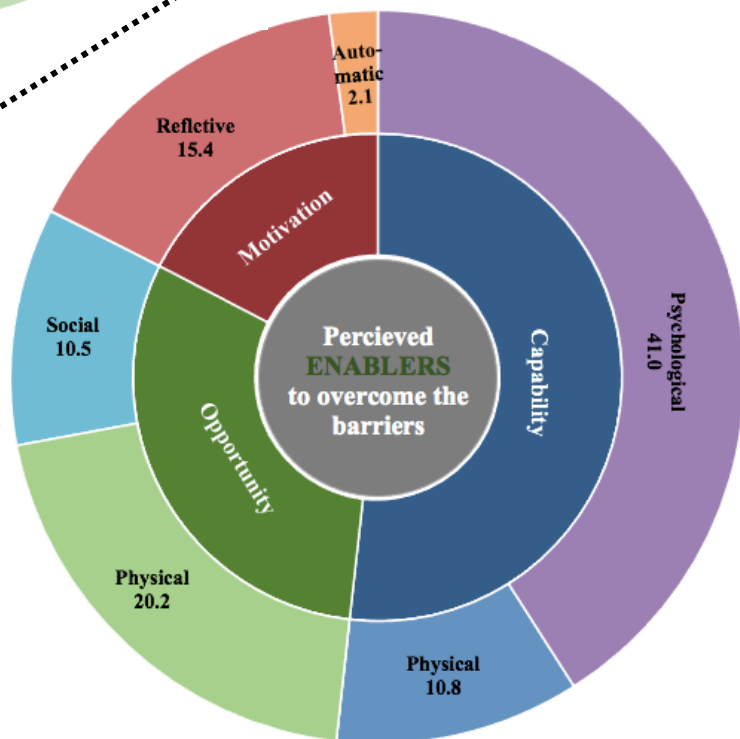 Percieved
ENABLERS
to overcome the
barriers
Capability
Psychological
41.0
Physical
10.8
Opportunity
Physical
20.2
Social
10.5
Motivation
Reflctive
15.4
Auto-
matic
2.1